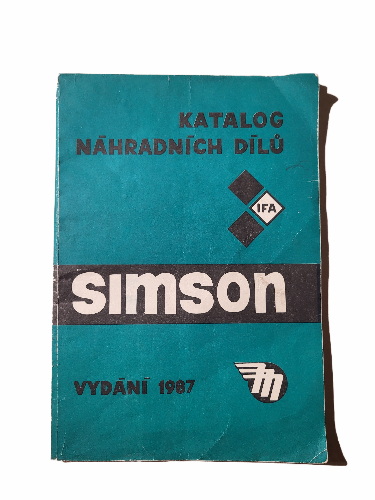 KATALOG
NÁHRADNÍCH DÍLŮ
IFA
simson
VYDÁNÍ 1987
m